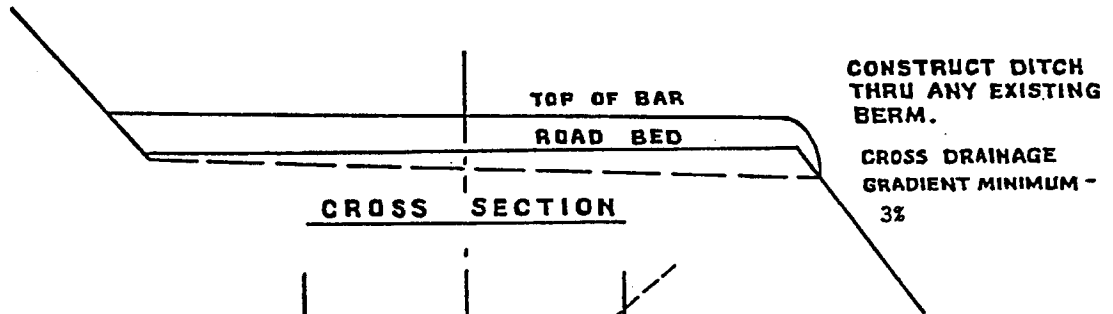 TOP OF BAR
ROAD BED
CROSS SECTION
CONSTRUCT DITCH
THRU ANY EXISTING
BERM.
CROSS DRAINAGE
GRADIENT MINIMUM -
3%